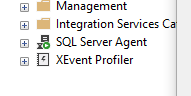 Management
Integration Services Ca
SQL Server Agent
XEvent Profiler